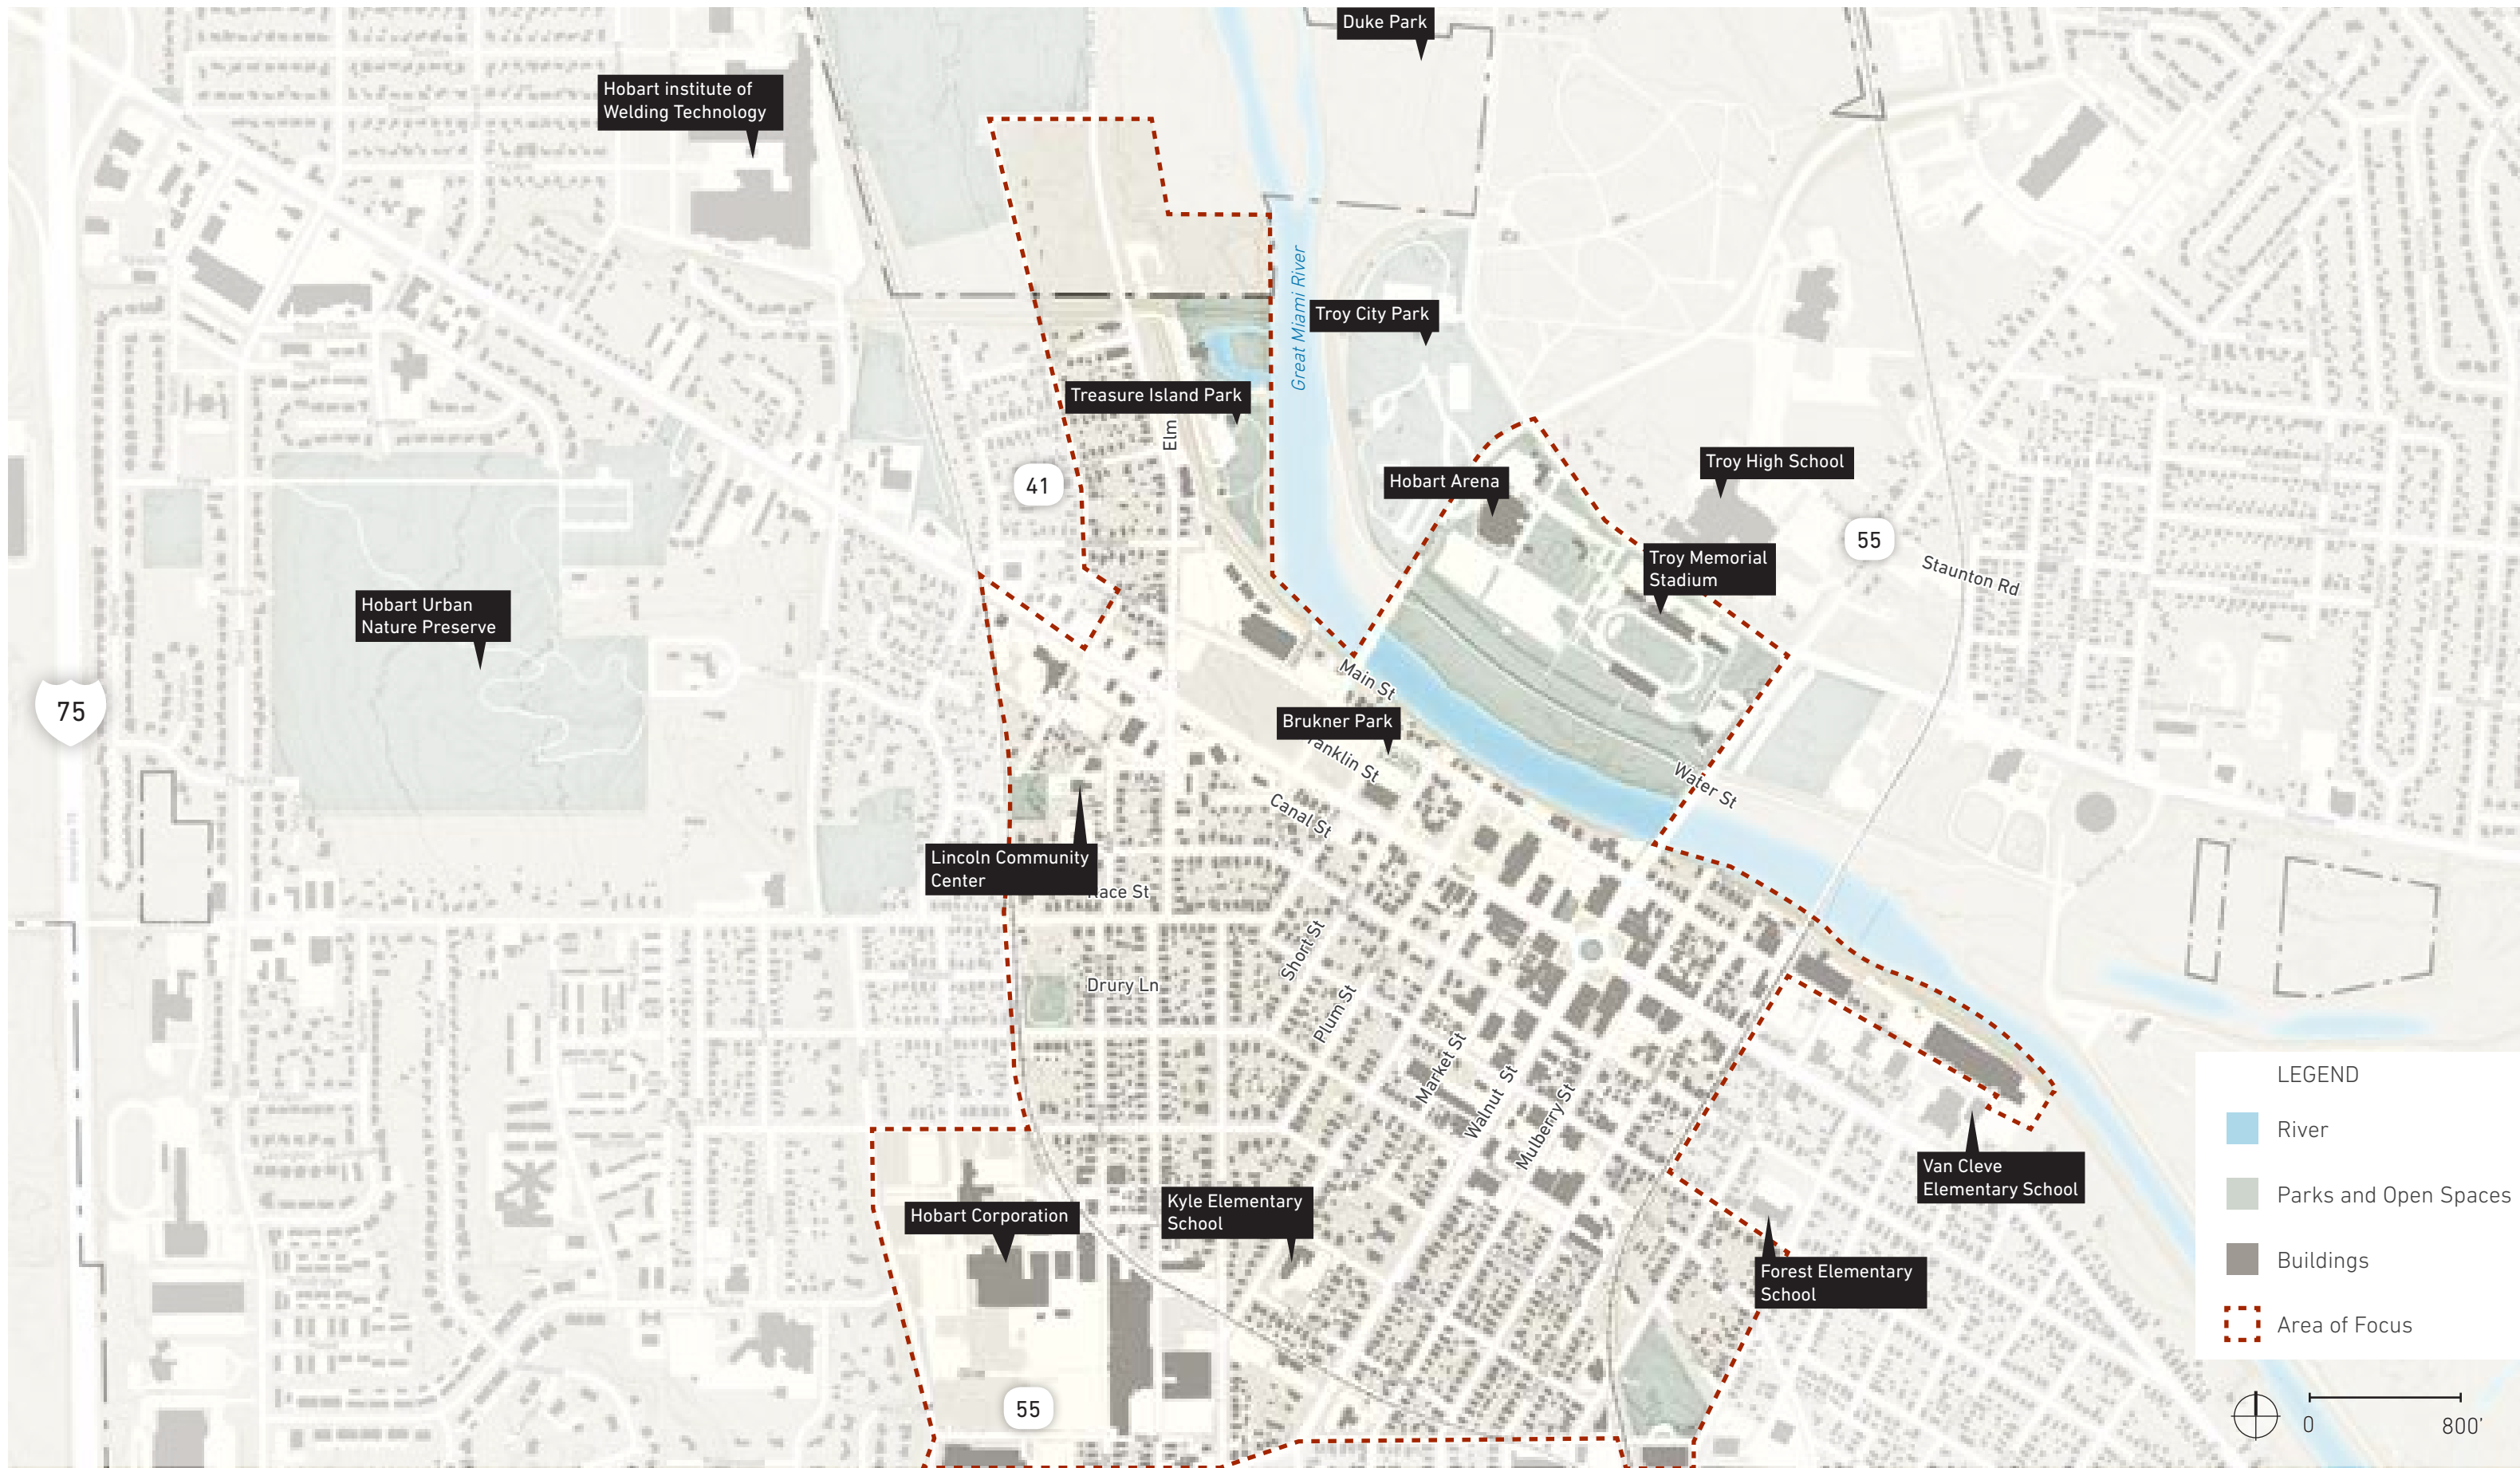 Duke Park
Hobart institute of
Welding Technology
Great Miami River
Troy City Park
Treasure Island Park
Elm
41
Hobart Arena
Troy High School
55
Troy Memorial
Stadium
Staunton Rd
Hobart Urban
Nature Preserve
75
Main St
Brukner Park
ranklin St
Water St
Canal St
Lincoln Community
Center
Race St
Short St
Drury Ln
Plum St
Market St
Walnut St
Mulberry St
Van Cleve
Elementary School
Hobart Corporation
Kyle Elementary
School
Forest Elementary
School
55
LEGEND
River
Parks and Open Spaces
Buildings
Area of Focus
0
800'